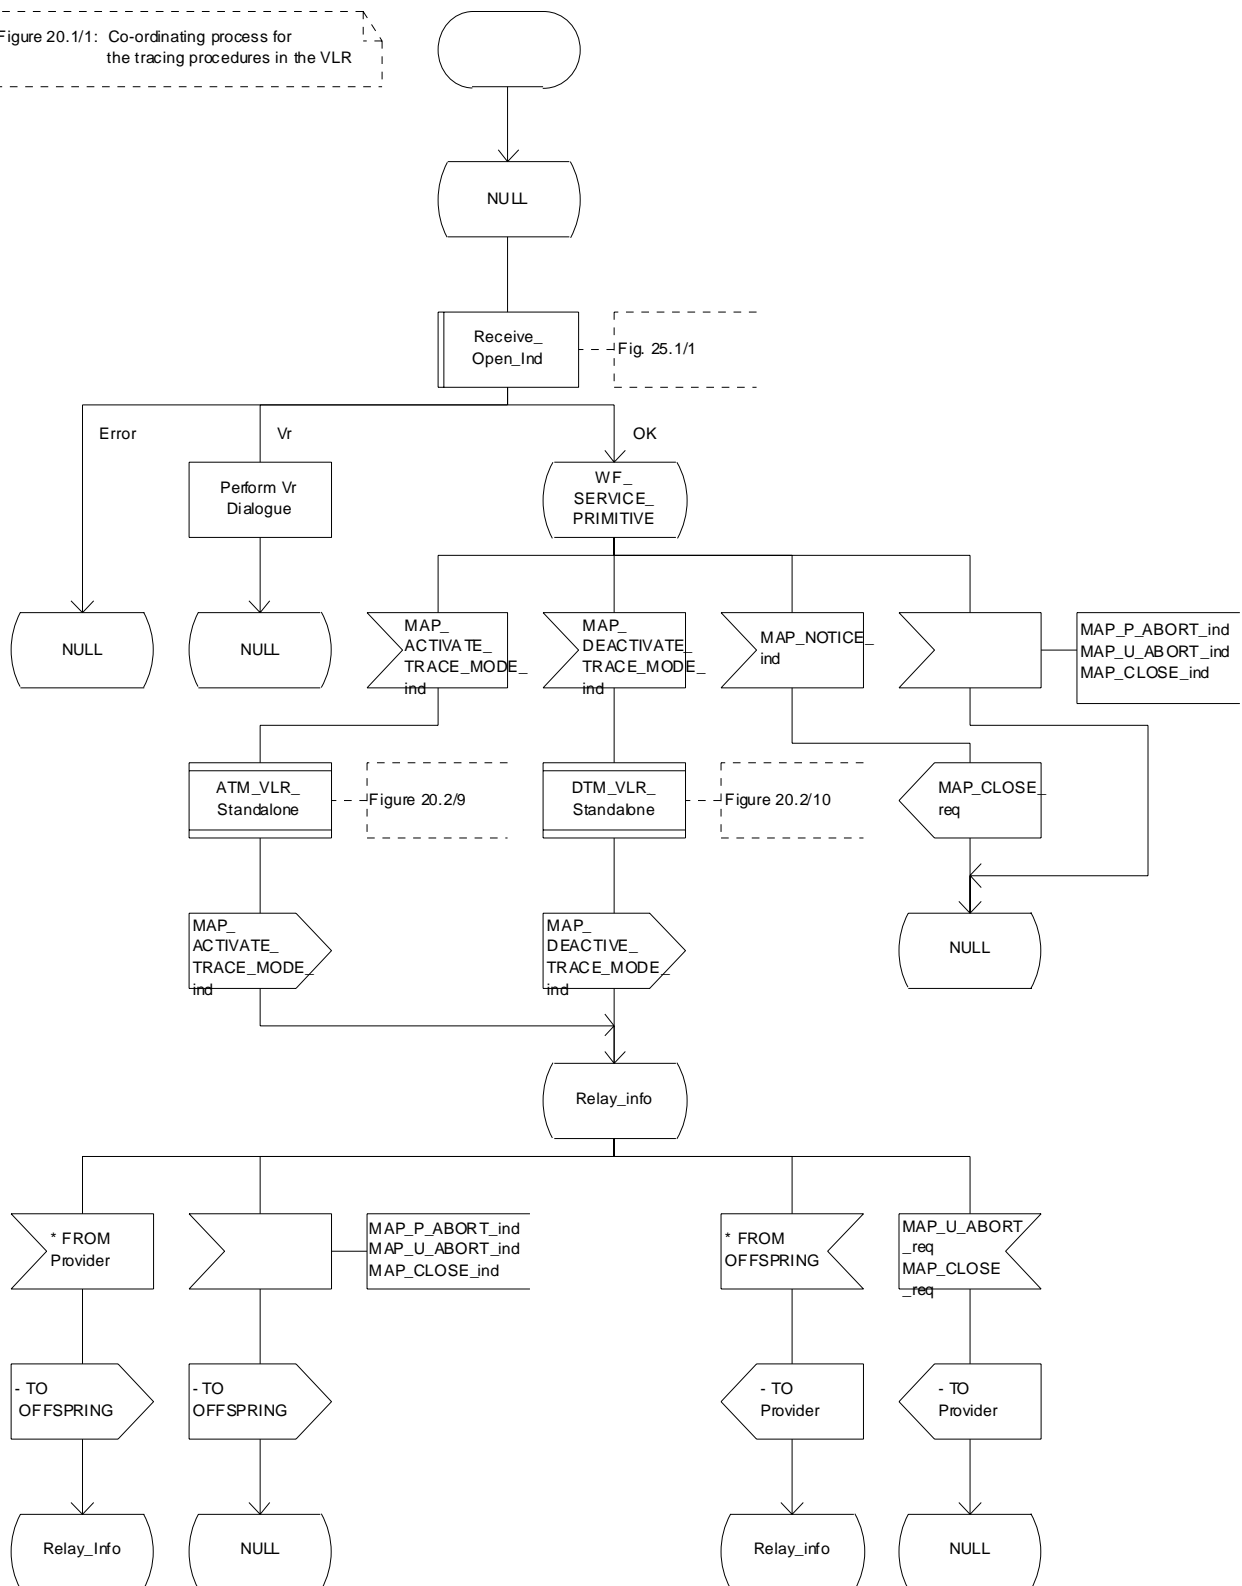 Figure 20.1/1: Co-ordinating process for
the tracing procedures in the VLR
NULL
Receive_
Open_Ind
Fig. 25.1/1
Error
Vr
OK
Perform Vr
Dialogue
WF_
SERVICE_
PRIMITIVE
NULL
NULL
MAP_
ACTIVATE_
TRACE_MODE_
ind
MAP_
DEACTIVATE_
TRACE_MODE_
ind
MAP_NOTICE_
ind
MAP_P_ABORT_ind
MAP_U_ABORT_ind
MAP_CLOSE_ind
ATM_VLR_
Standalone
Figure 20.2/9
DTM_VLR_
Standalone
Figure 20.2/10
MAP_CLOSE_
req
MAP_
ACTIVATE_
TRACE_MODE_
ind
MAP_
DEACTIVE_
TRACE_MODE_
ind
NULL
Relay_info
* FROM
Provider
MAP_P_ABORT_ind
MAP_U_ABORT_ind
MAP_CLOSE_ind
* FROM
OFFSPRING
MAP_U_ABORT
_req
MAP_CLOSE
_req
- TO
OFFSPRING
- TO
OFFSPRING
- TO
Provider
- TO
Provider
Relay_Info
NULL
Relay_info
NULL